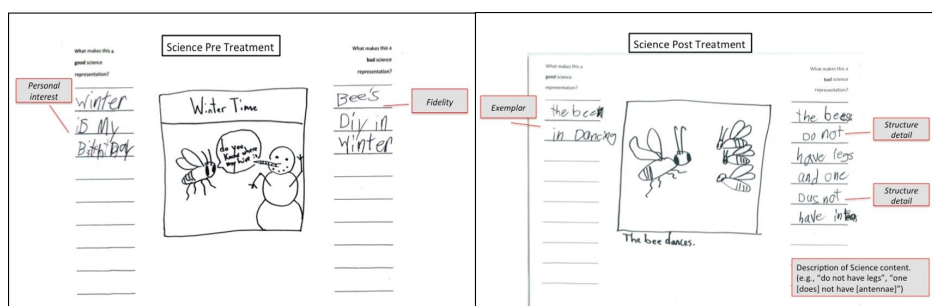 Science Pre Treatment
What makes this a
good science
representation?
Personal
interest
winter
is My
What makes this a
bad science
representation?
Bee's
Diy in
Winter
Fidelity
Winter Time
do you
Know where
my hive is
Science Post Treatment
What makes this a
good science
representation?
Exemplar
the bee
in Dancing
The bee dances.
What makes this a
bad science
representation?
the bees
Do not
have legs
and one
Dus not
have
Structure
detail
Structure
detail
Description of Science content.
(e.g., "do not have legs", "one
[does] not have [antennae]")